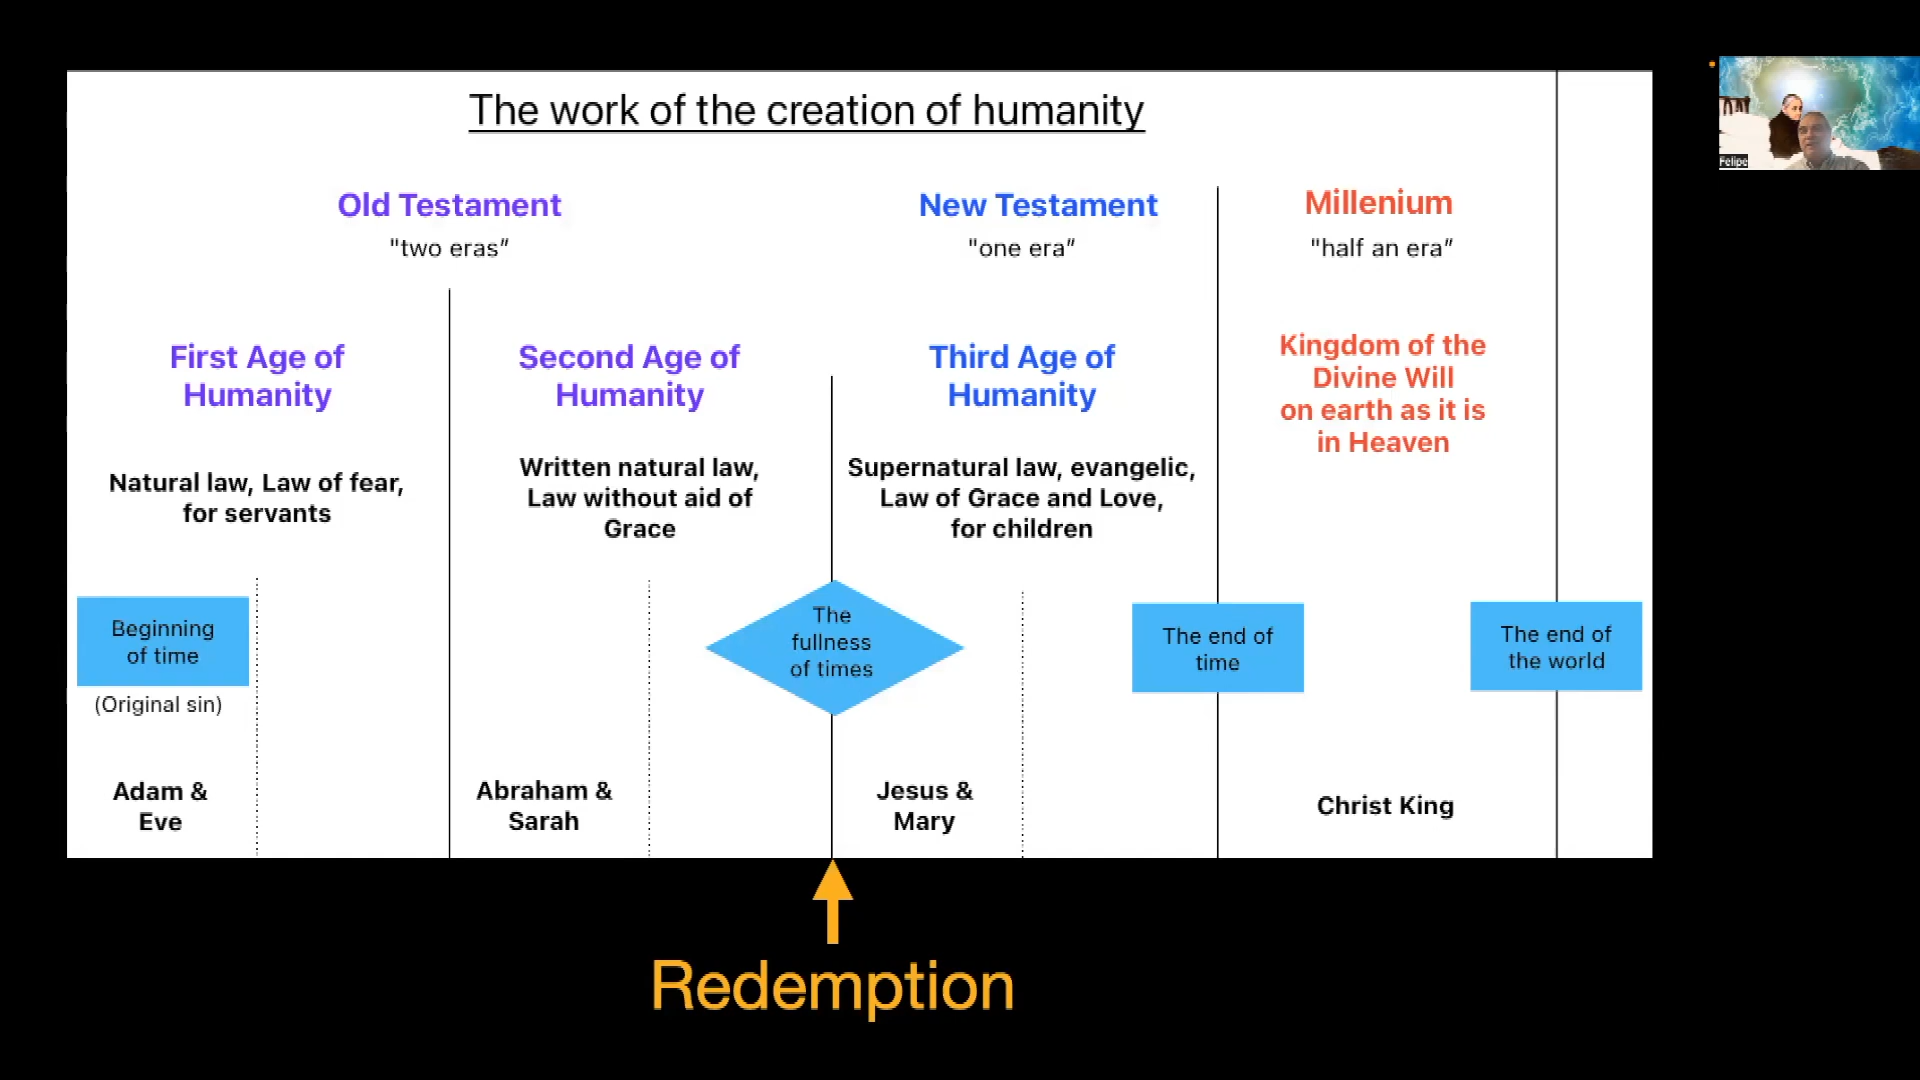 The work of the creation of humanity
Old Testament
"two eras"
New Testament
"one era"
Millenium
"half an era"
First Age of
Humanity
Second Age of
Humanity
Third Age of
Humanity
Kingdom of the
Divine Will
on earth as it is
in Heaven
Natural law, Law of fear,
for servants
Written natural law,
Law without aid of
Grace
Supernatural law, evangelic,
Law of Grace and Love,
for children
Beginning
of time
(Original sin)
The
fullness
of times
The end of
time
The end of
the world
Adam &
Eve
Abraham &
Sarah
Jesus &
Mary
Christ King
Redemption
Felipe